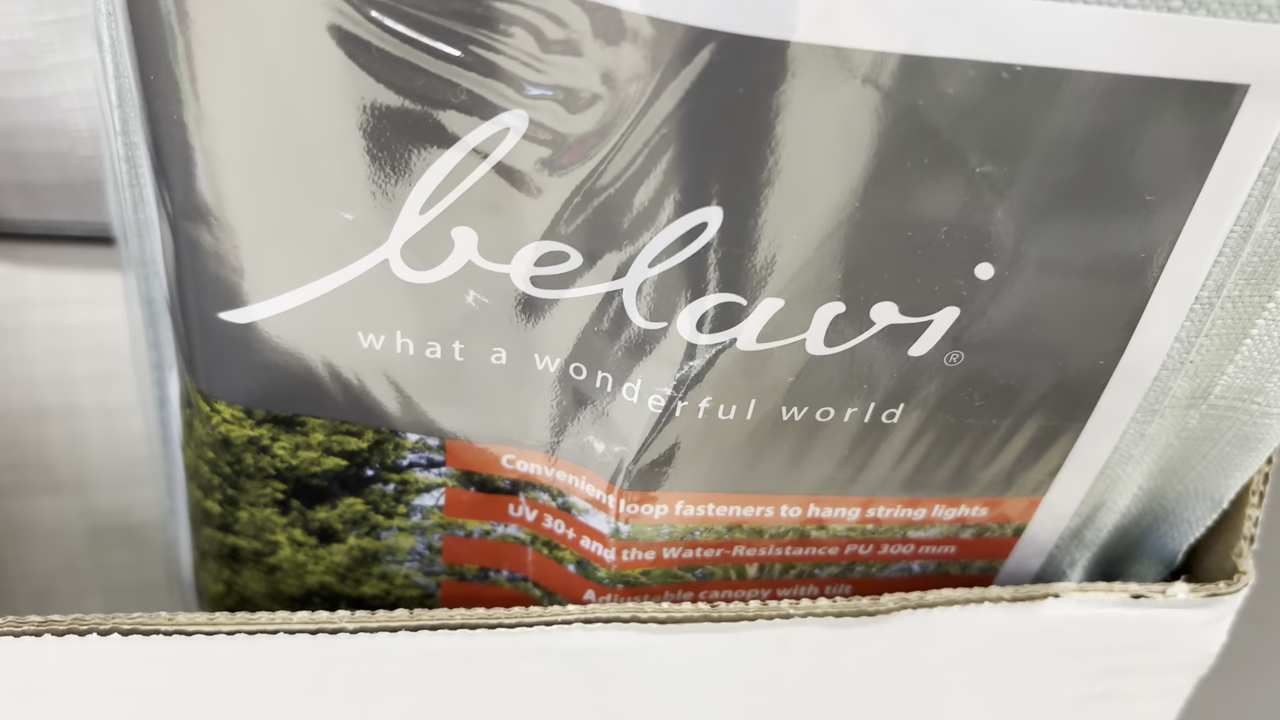 belavi®
what a wonderful world
Convenient loop fasteners to hang string lights
UV 30+ and the Water-Resistance PU 300 mm
Adjustable canopy with tilt